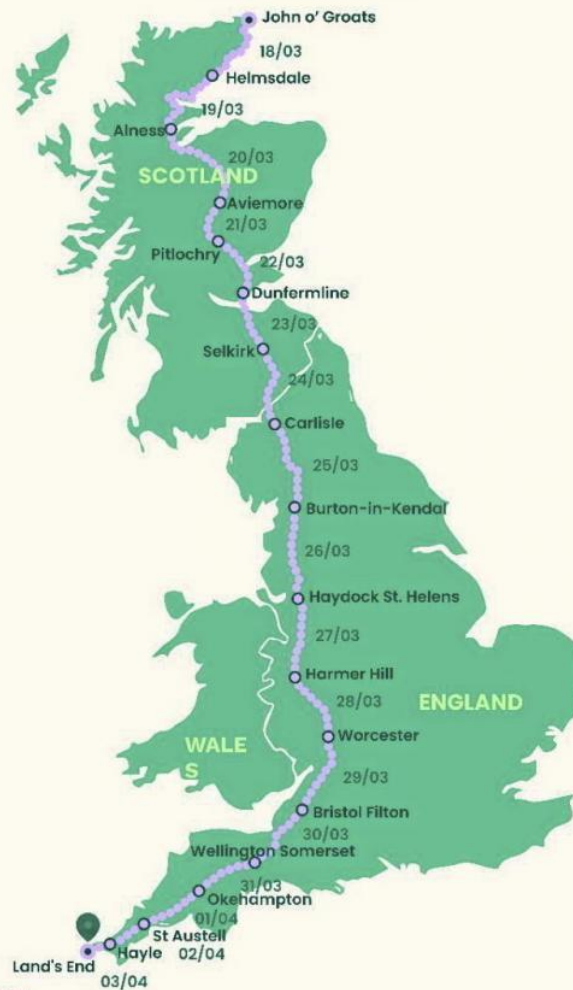 John o' Groats
18/03
Helmsdale
19/03
Alness
20/03
SCOTLAND
Aviemore
21/03
Pitlochry
22/03
Dunfermline
23/03
Selkirk
24/03
Carlisle
25/03
Burton-in-Kendal
26/03
Haydock St. Helens
27/03
Harmer Hill
28/03
ENGLAND
Worcester
WALE
S
29/03
Bristol Filton
30/03
Wellington Somerset
31/03
Okehampton
01/04
St Austell
02/04
Hayle
Land's End
03/04